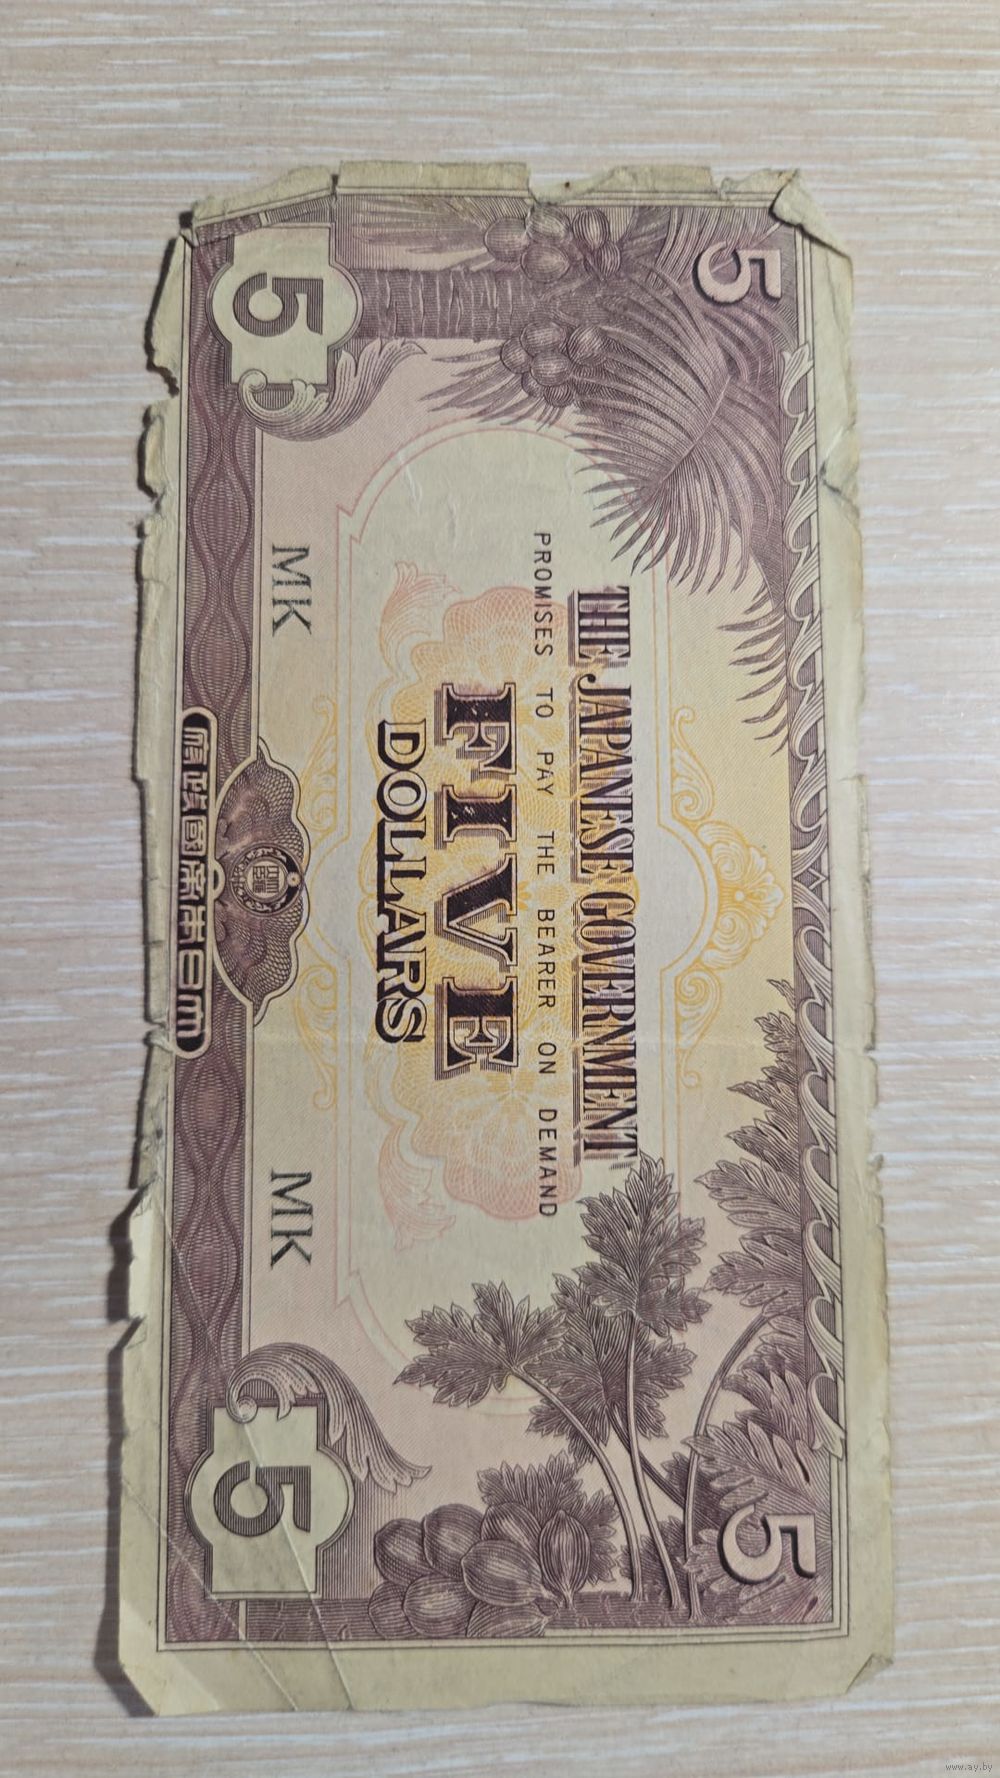 5 5
THE JAPANESE GOVERNMENT
PROMISES TO PAY THE BEARER ON DEMAND
FIVE
DOLLARS
MK MK
5 5
大日本帝國政府
www.ay.by